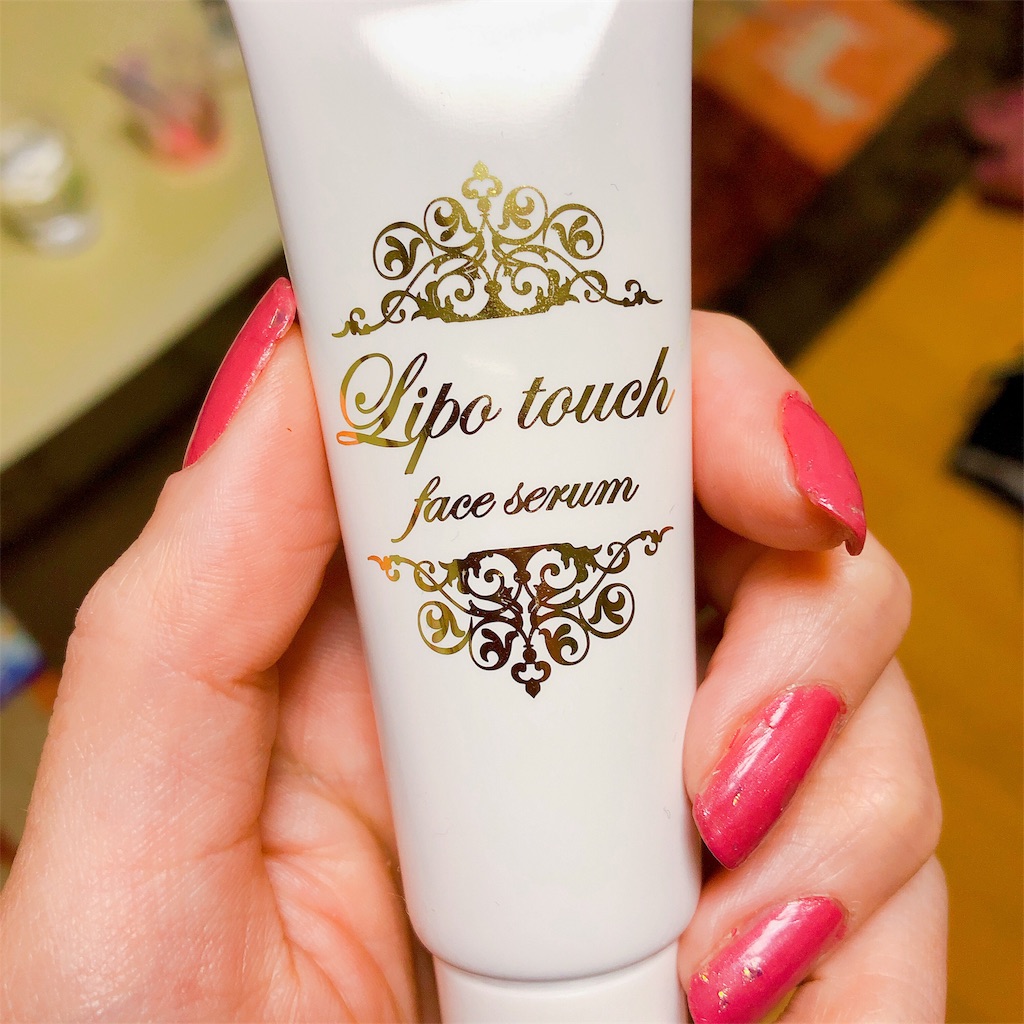 Lipo touch
face serum